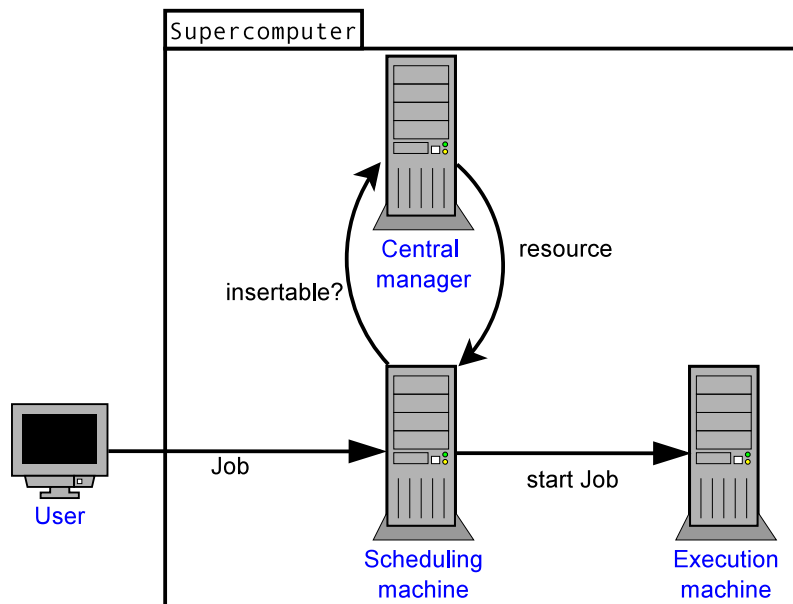 Supercomputer
Central
manager
resource
insertable?
Job
start Job
User
Scheduling
machine
Execution
machine